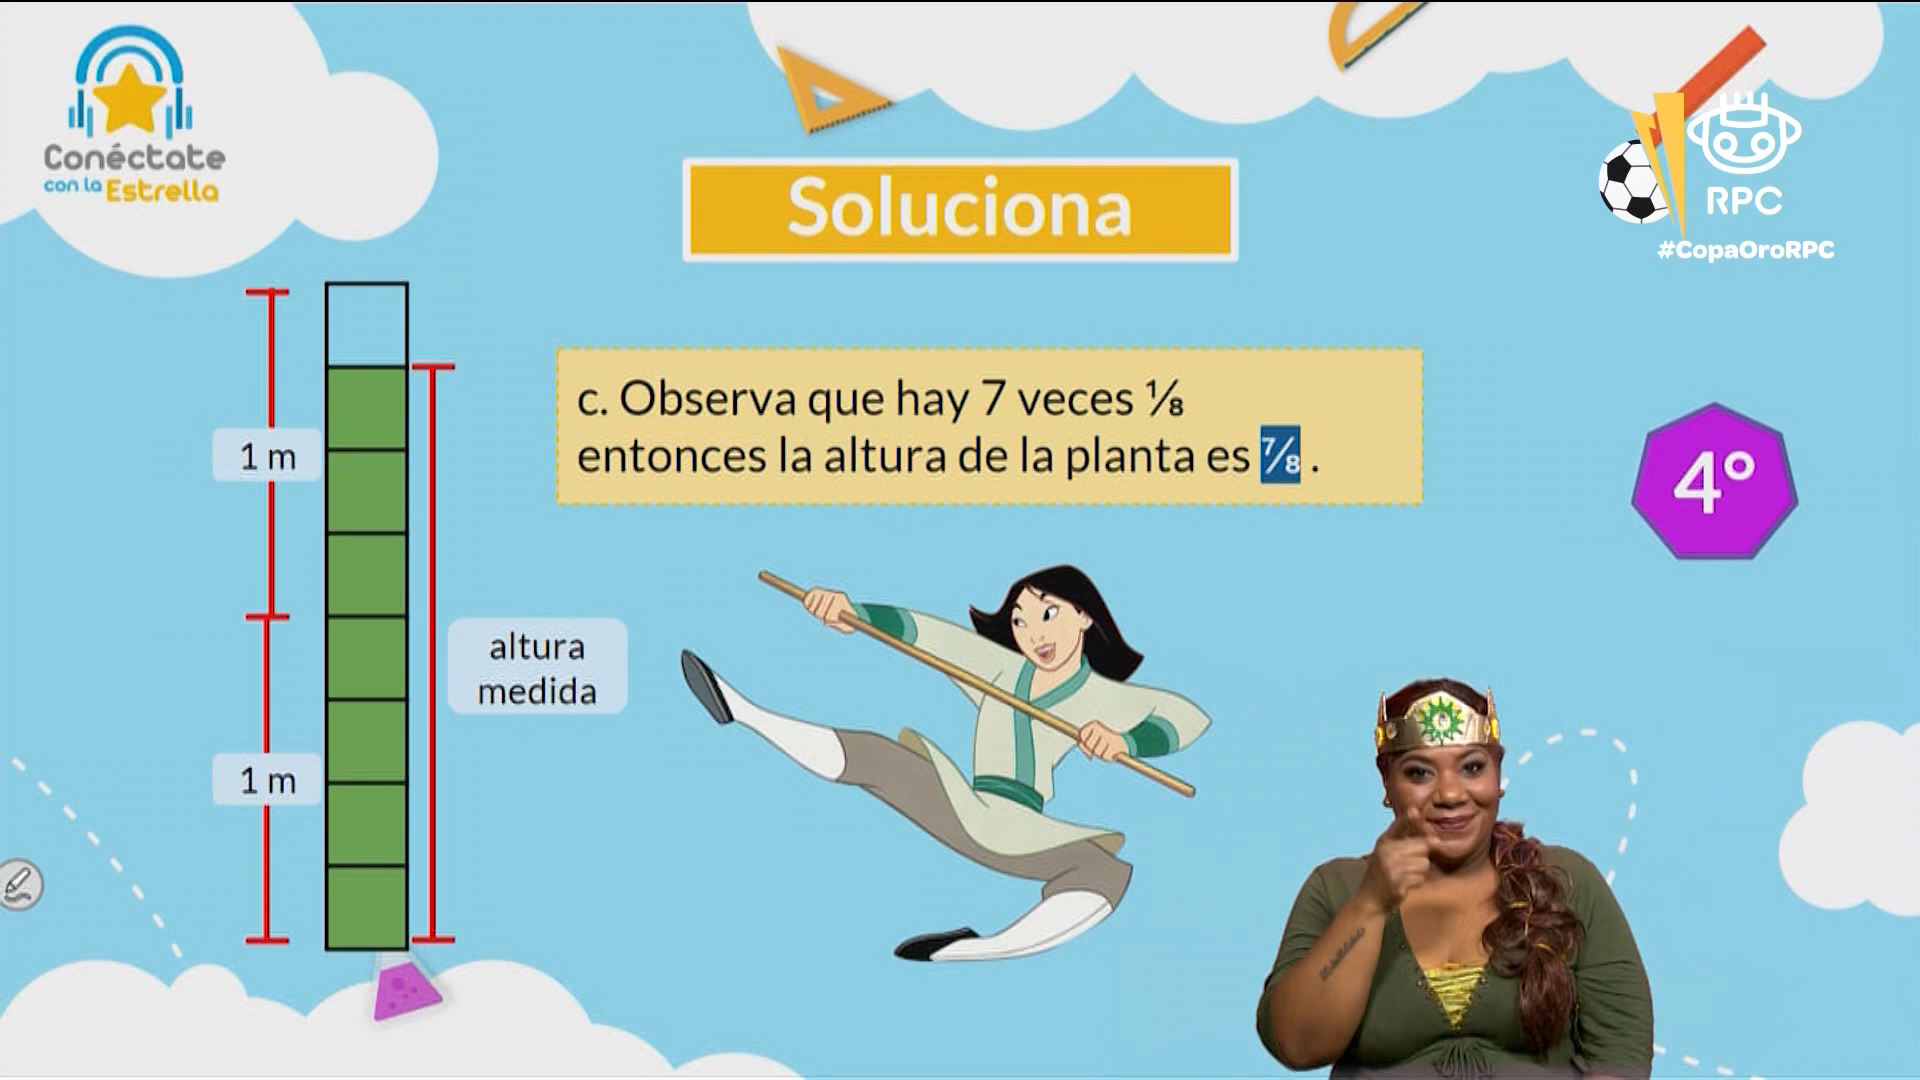 Conéctate
con la Estrella
Soluciona
RPC
#CopaOroRPC
1 m
c. Observa que hay 7 veces ⅛
entonces la altura de la planta es ⅞ .
4°
altura
medida
1 m